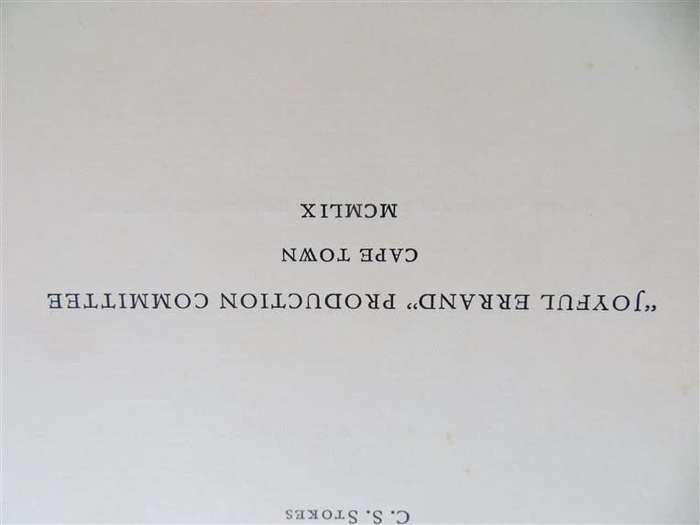 C. S. STOKES
"JOYFUL ERRAND" PRODUCTION COMMITTEE
CAPE TOWN
MCMLIX